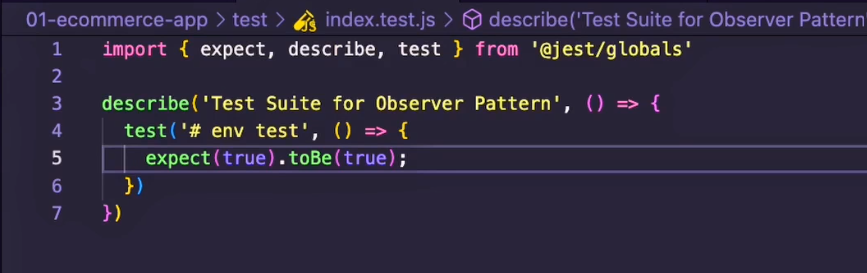 01-ecommerce-app > test > index.test.js > describe('Test Suite for Observer Pattern
1 import { expect, describe, test } from '@jest/globals'
2
3 describe('Test Suite for Observer Pattern', () => {
4 test('# env test', () => {
5 expect(true).toBe(true);
6 })
7 })